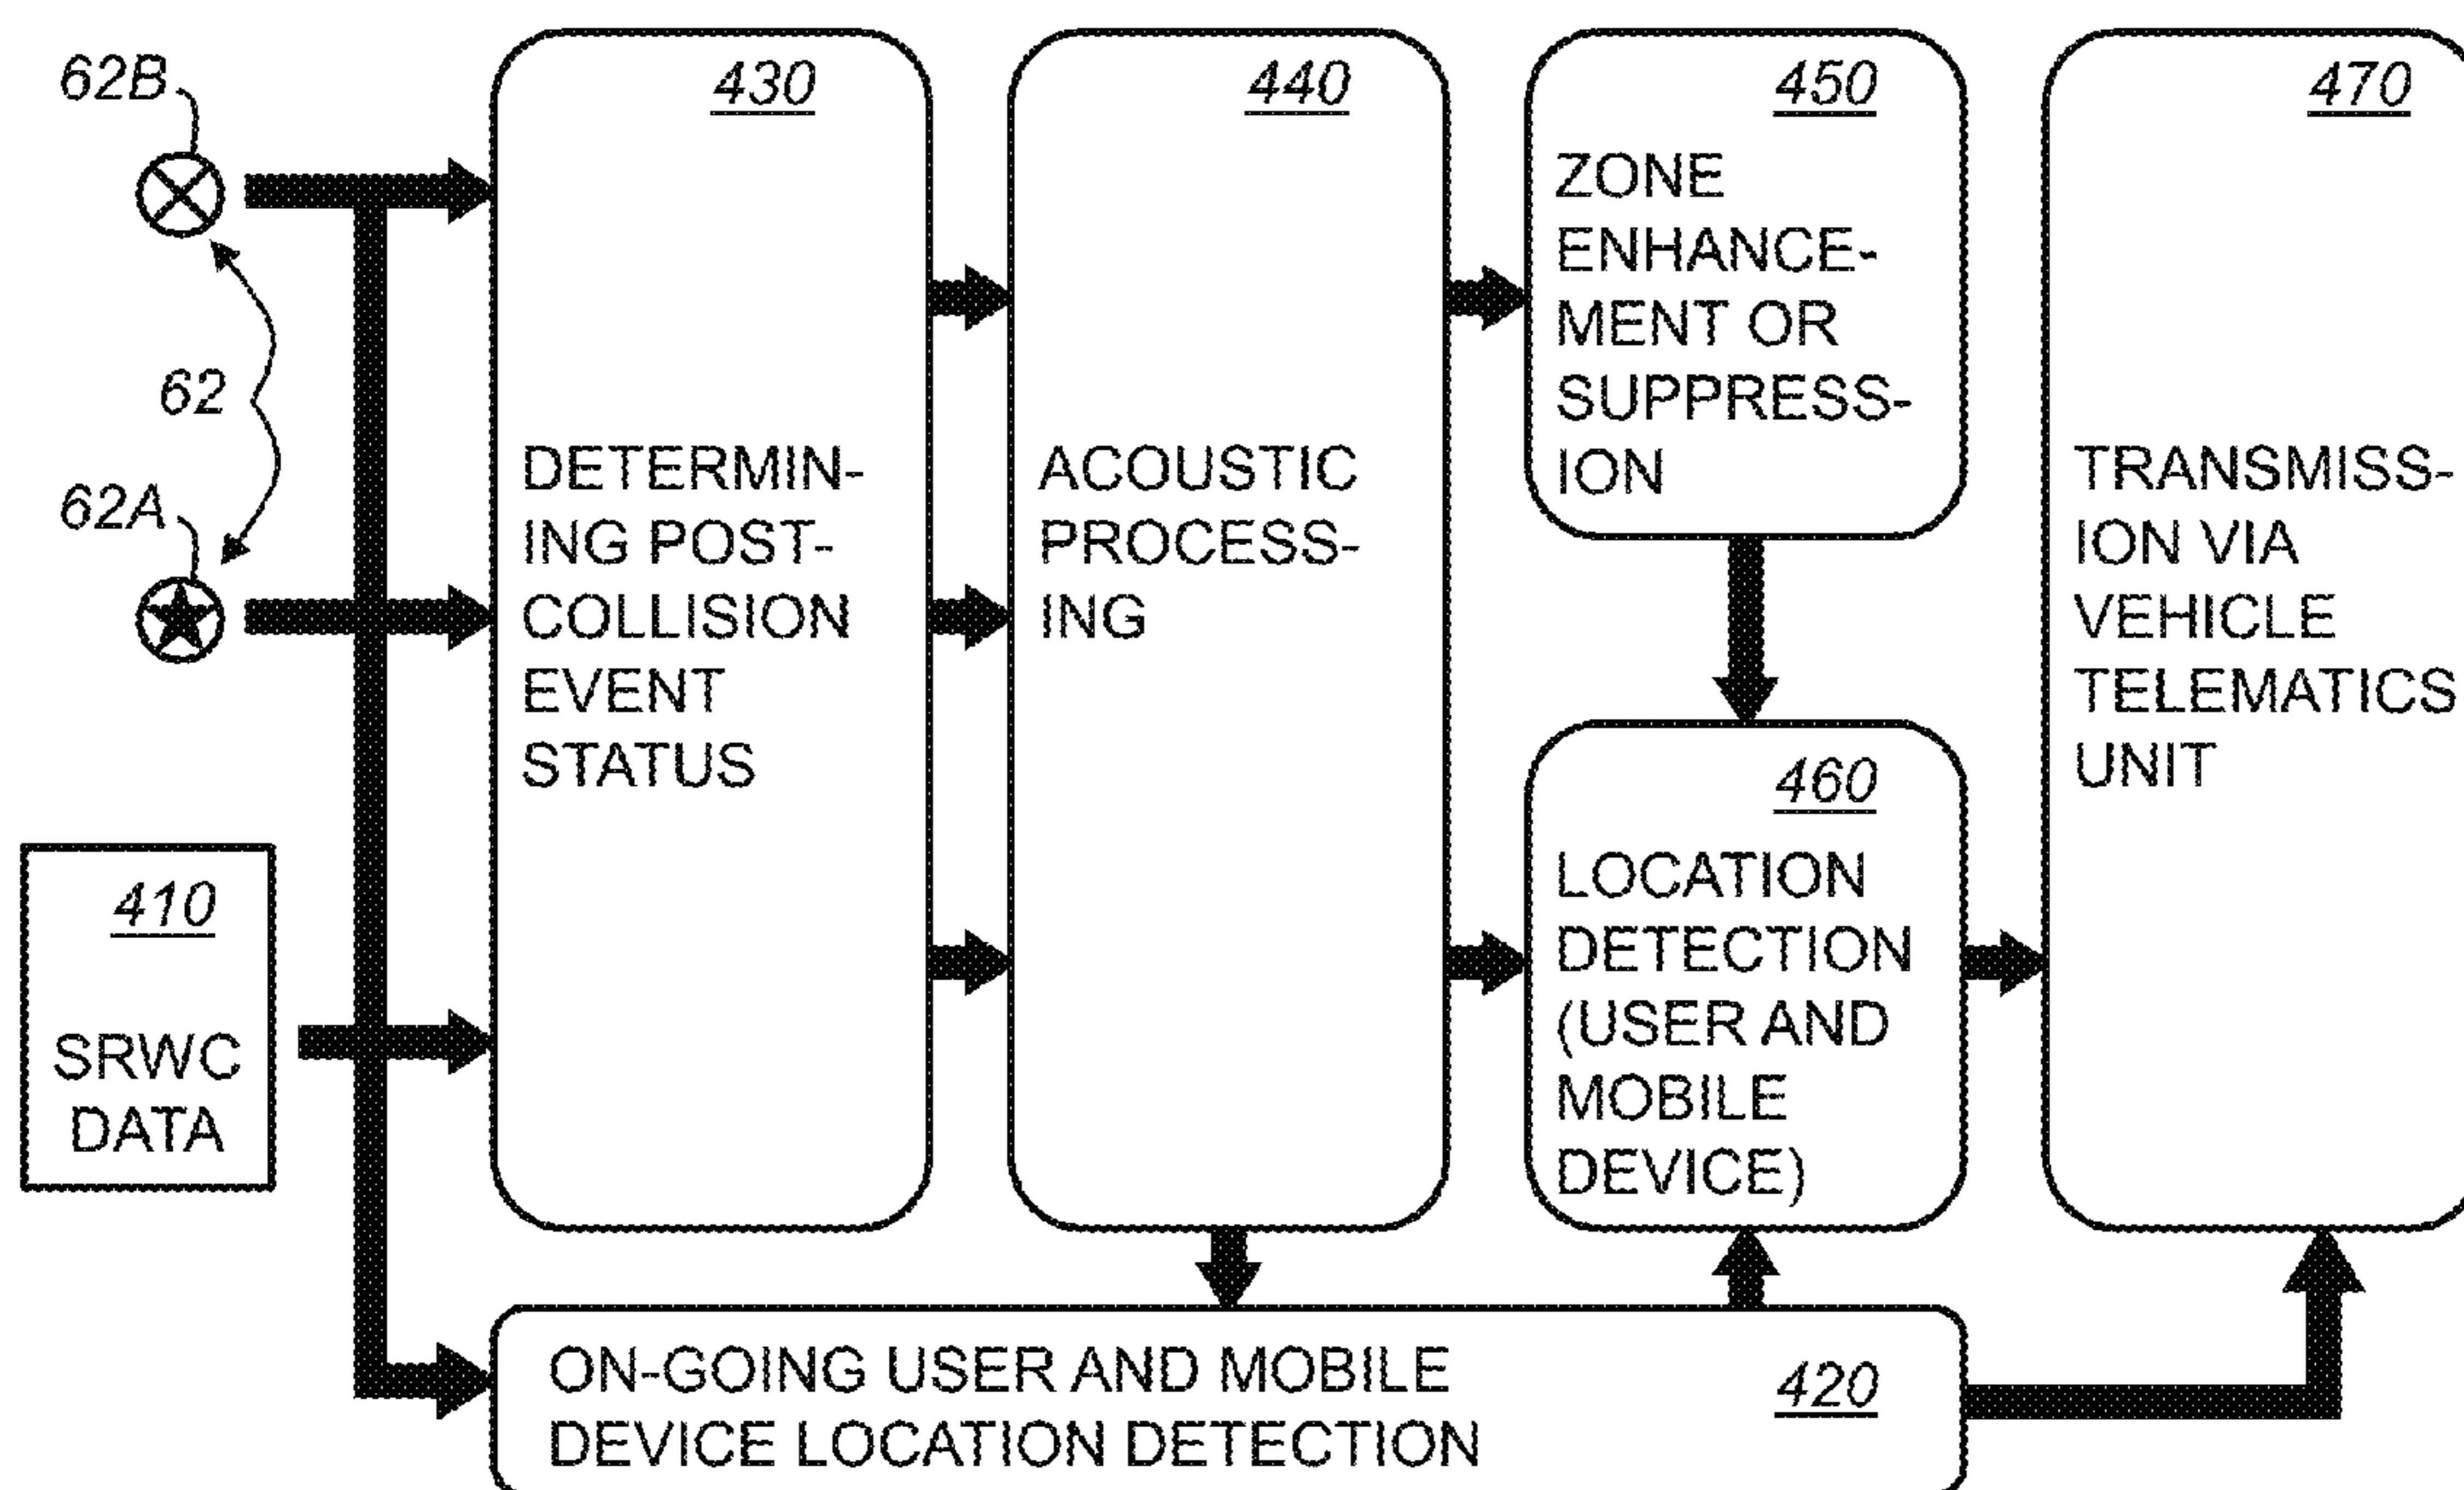 62B
62
62A
410
SRWC
DATA
430
DETERMIN-
ING POST-
COLLISION
EVENT
STATUS
440
ACOUSTIC
PROCESS-
ING
450
ZONE
ENHANCE-
MENT OR
SUPPRESS-
ION
460
LOCATION
DETECTION
(USER AND
MOBILE
DEVICE)
470
TRANSMISS-
ION VIA
VEHICLE
TELEMATICS
UNIT
ON-GOING USER AND MOBILE
DEVICE LOCATION DETECTION
420